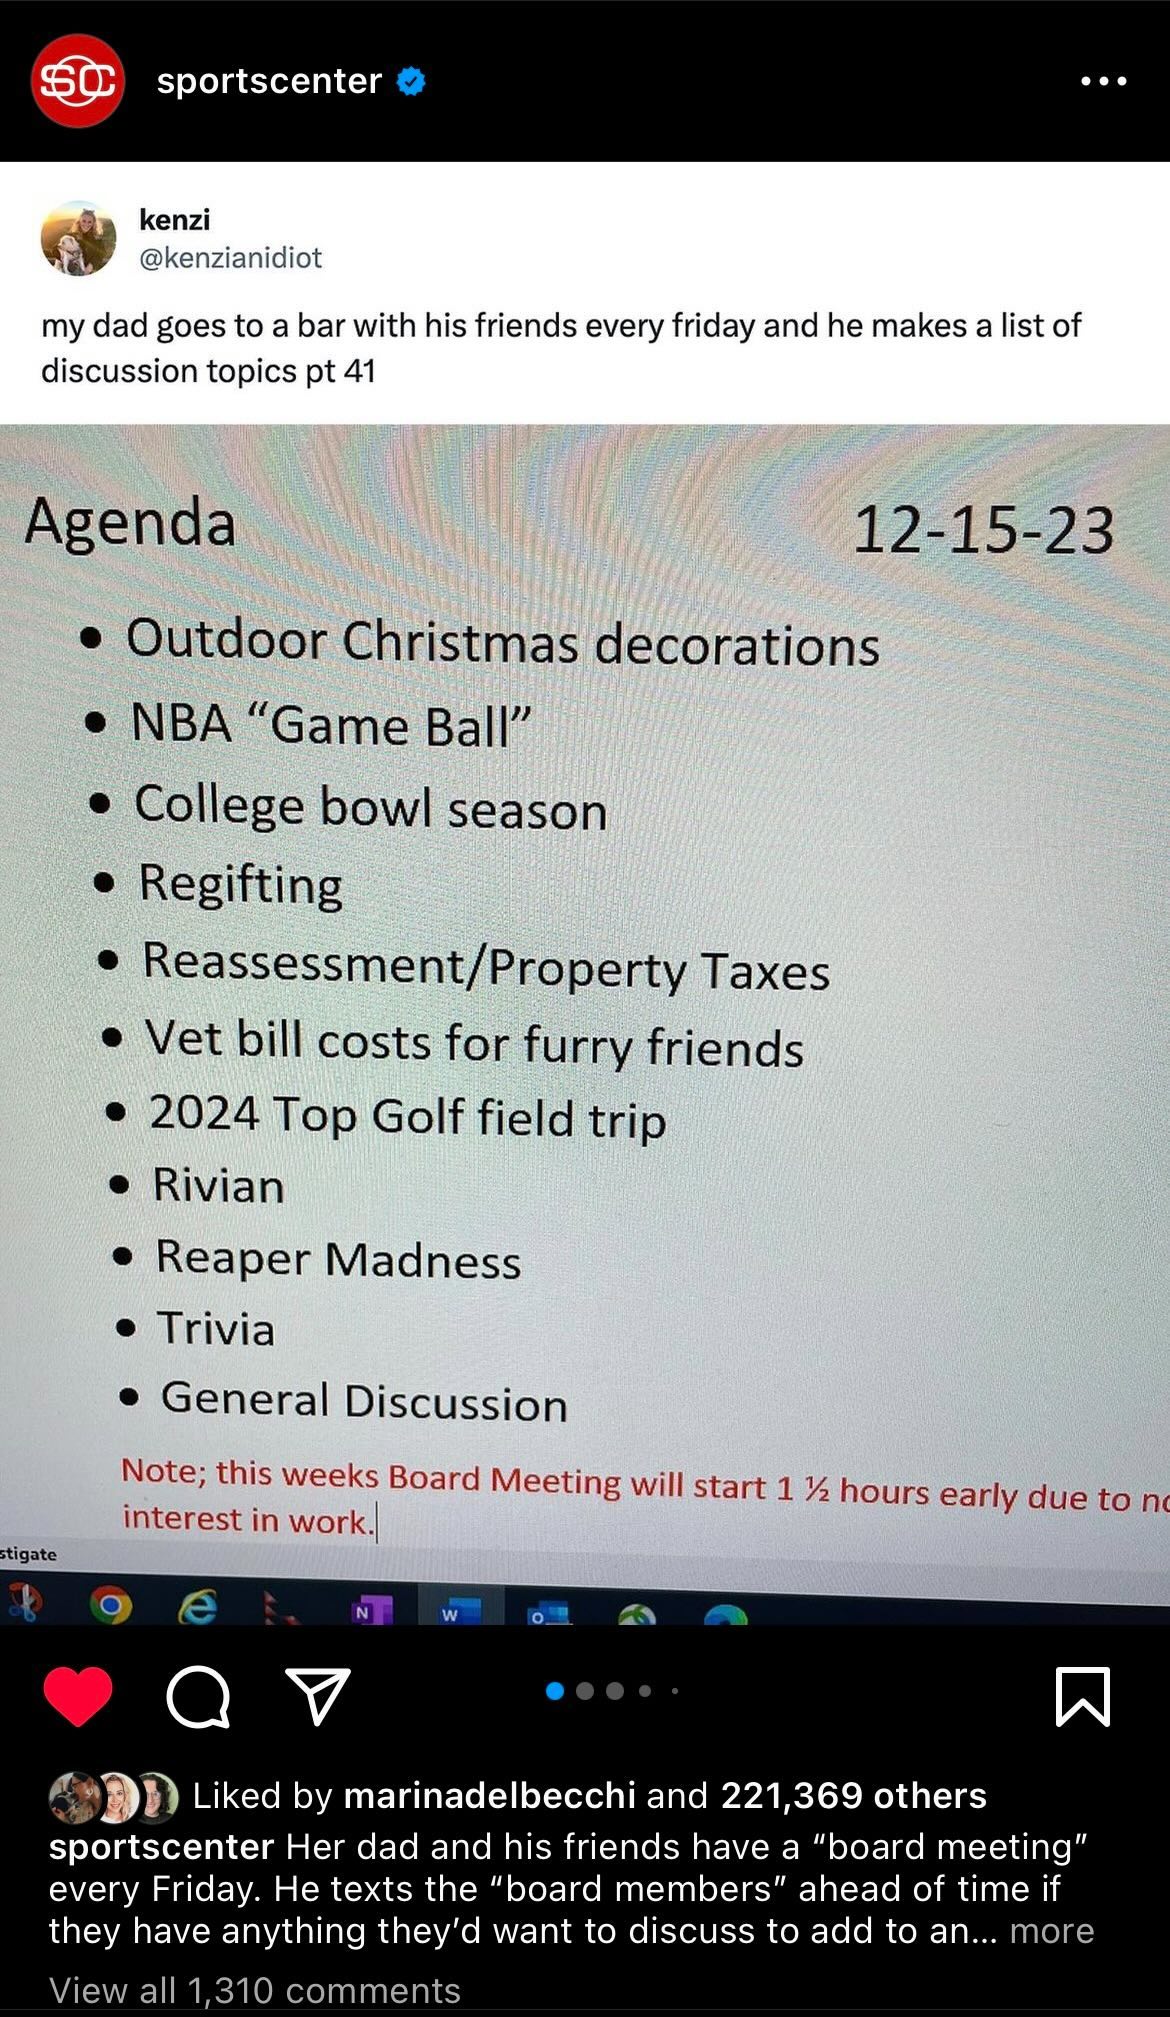 SC
sportscenter
kenzi
@kenzianidiot
my dad goes to a bar with his friends every friday and he makes a list of
discussion topics pt 41
Agenda 12-15-23
• Outdoor Christmas decorations
• NBA “Game Ball”
• College bowl season
• Regifting
• Reassessment/Property Taxes
• Vet bill costs for furry friends
• 2024 Top Golf field trip
• Rivian
• Reaper Madness
• Trivia
• General Discussion
Note; this weeks Board Meeting will start 1 ½ hours early due to
interest in work.
stigate
N W O
Liked by marinadelbecchi and 221,369 others
sportscenter Her dad and his friends have a “board meeting”
every Friday. He texts the “board members” ahead of time if
they have anything they’d want to discuss to add to an... more
View all 1,310 comments